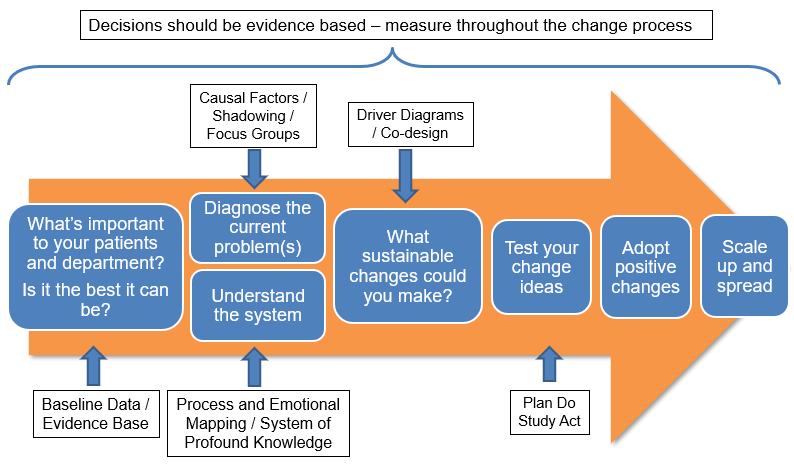 Decisions should be evidence based – measure throughout the change process
Causal Factors /
Shadowing /
Focus Groups
Driver Diagrams
/ Co-design
What's important
to your patients
and department?
Is it the best it can
be?
Diagnose the
current
problem(s)
Understand
the system
What
sustainable
changes could
you make?
Test your
change
ideas
Adopt
positive
changes
Scale
up and
spread
Baseline Data /
Evidence Base
Process and Emotional
Mapping / System of
Profound Knowledge
Plan Do
Study Act